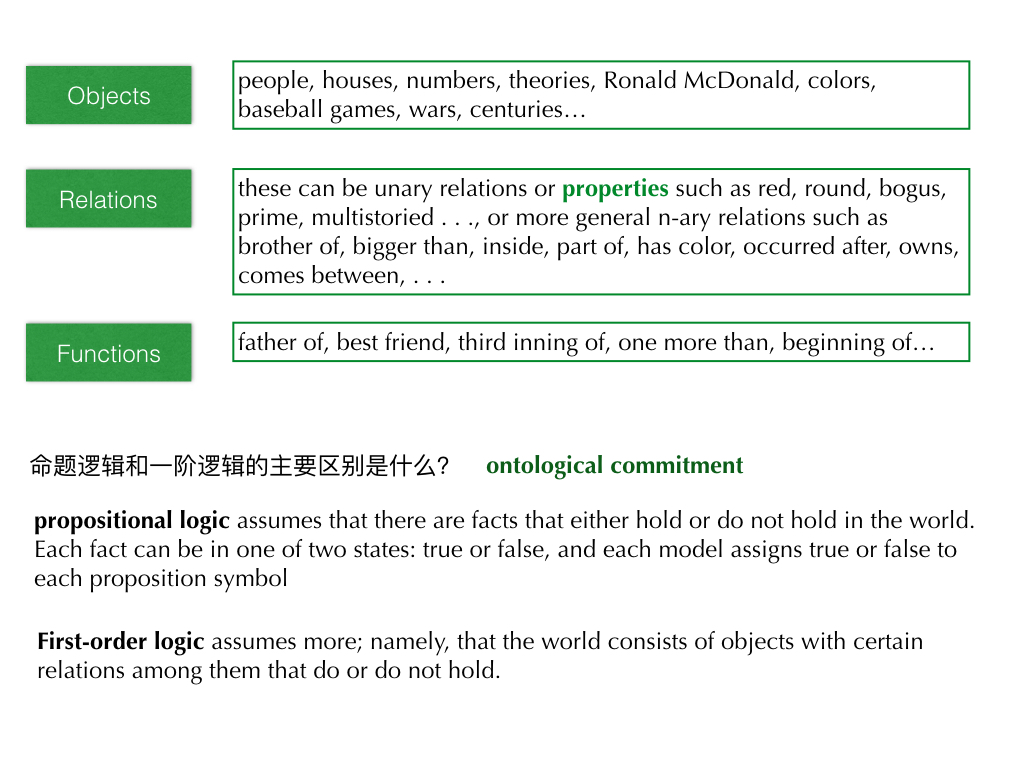 Objects
people, houses, numbers, theories, Ronald McDonald, colors,
baseball games, wars, centuries…
Relations
these can be unary relations or properties such as red, round, bogus,
prime, multistoried . . ., or more general n-ary relations such as
brother of, bigger than, inside, part of, has color, occurred after, owns,
comes between, . . .
Functions
father of, best friend, third inning of, one more than, beginning of…
命题逻辑和一阶逻辑的主要区别是什么? ontological commitment
propositional logic assumes that there are facts that either hold or do not hold in the world.
Each fact can be in one of two states: true or false, and each model assigns true or false to
each proposition symbol
First-order logic assumes more; namely, that the world consists of objects with certain
relations among them that do or do not hold.